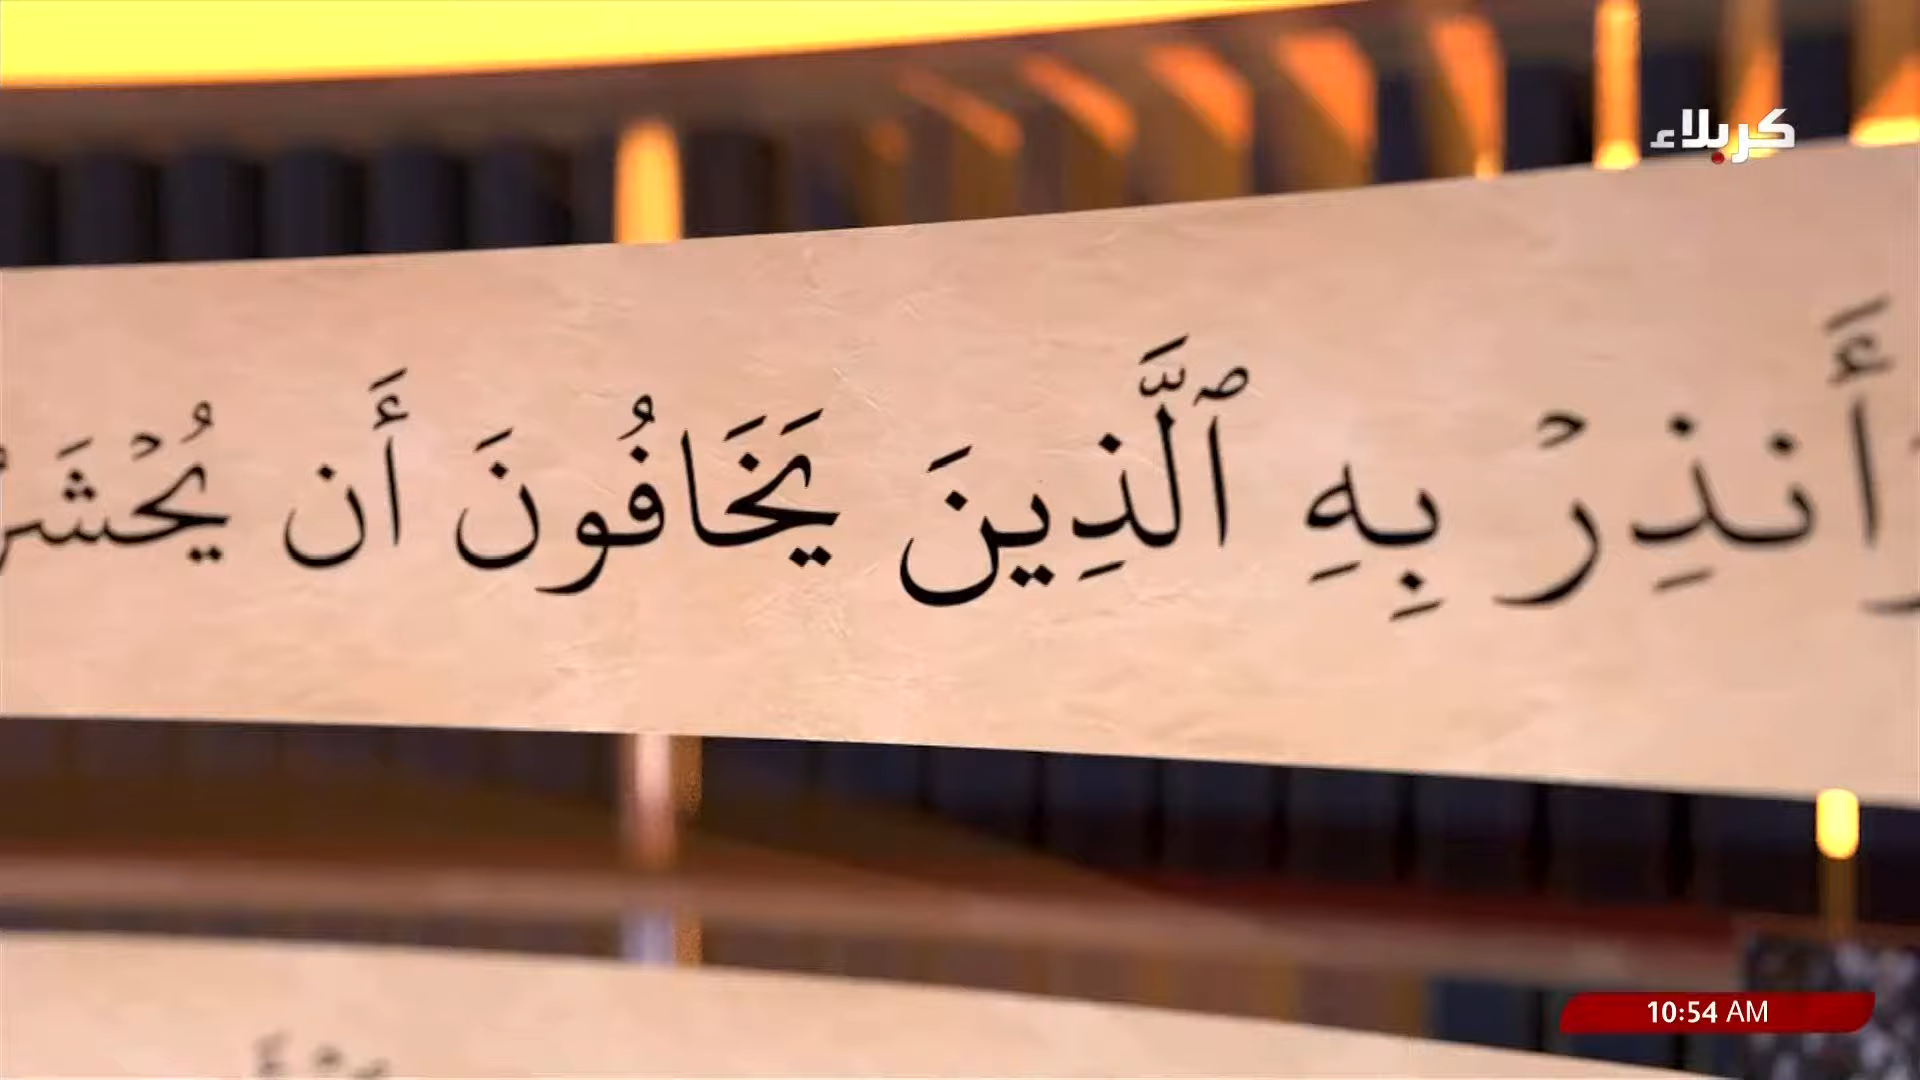 كربلاء
وَأَنذِرْ بِهِ ٱلَّذِينَ يَخَافُونَ أَن يُحْشَرُ
10:54 AM